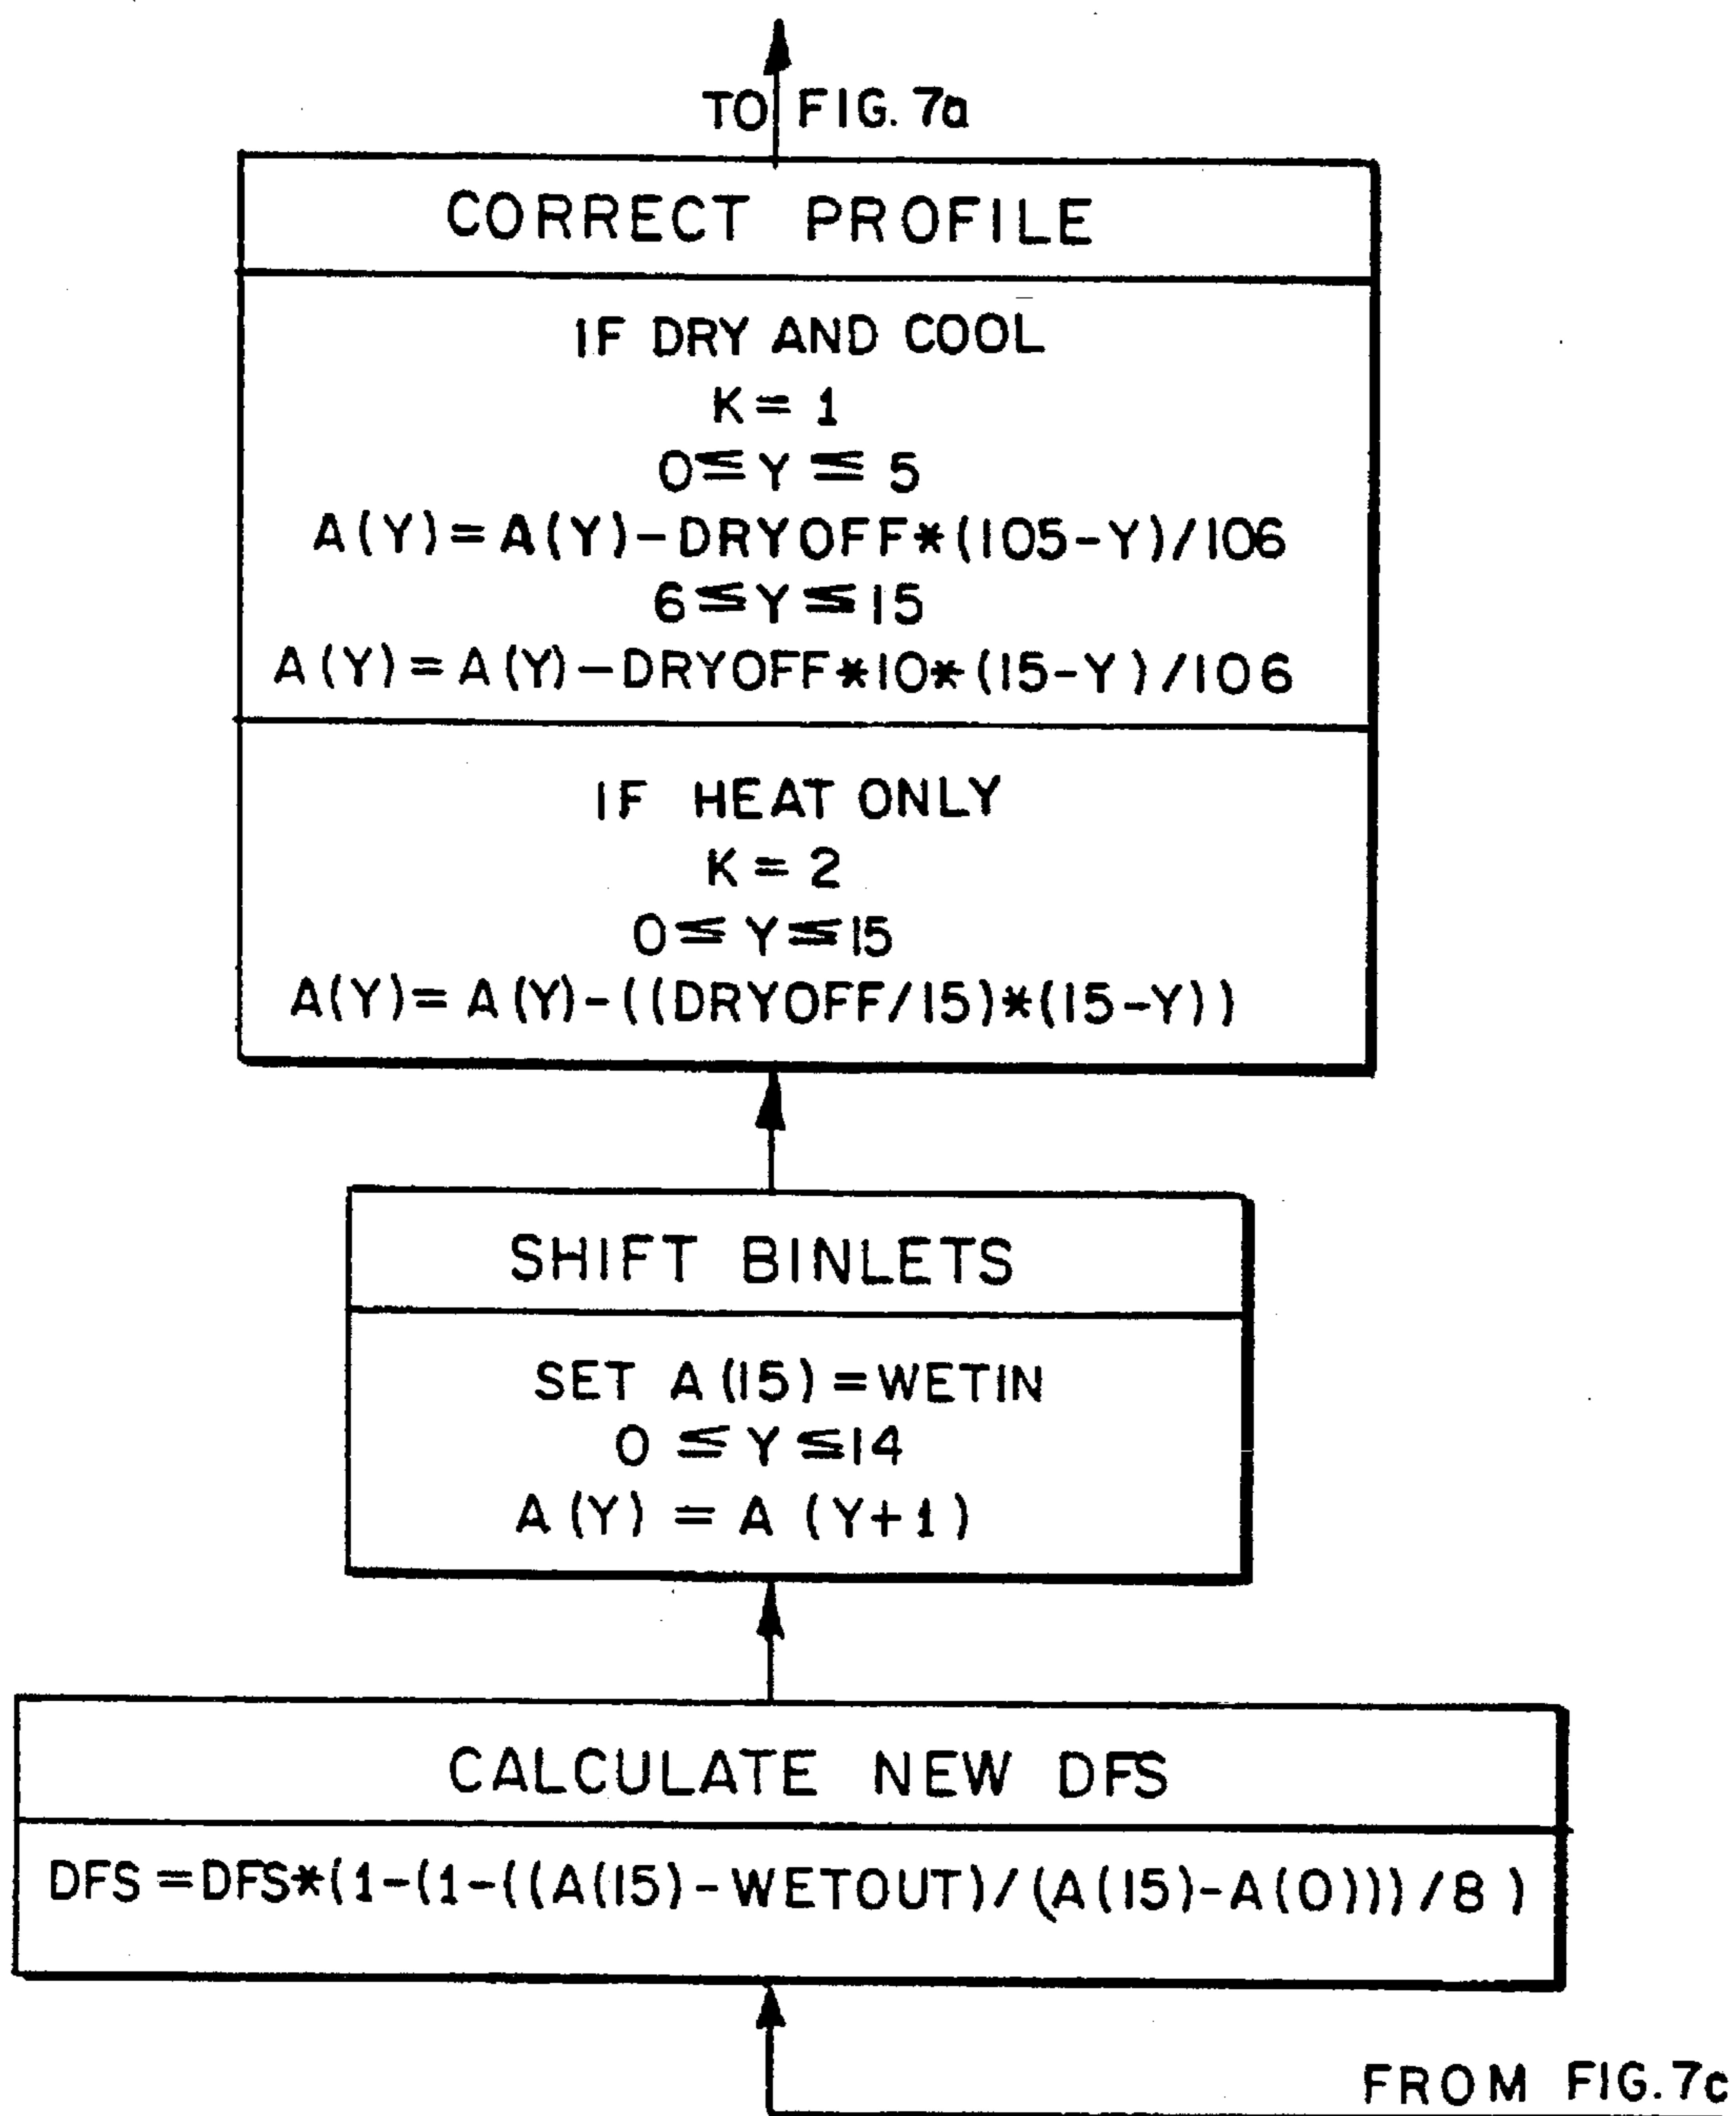 TO FIG. 7a
CORRECT PROFILE
IF DRY AND COOL
K = 1
0 ≦ Y ≦ 5
A(Y) = A(Y)-DRYOFF*(105-Y)/106
6 ≦ Y ≦ 15
A(Y) = A(Y)-DRYOFF*10*(15-Y)/106
IF HEAT ONLY
K = 2
0 ≦ Y ≦ 15
A(Y) = A(Y)-((DRYOFF/15)*(15-Y))
SHIFT BINLETS
SET A(15) = WETIN
0 ≦ Y ≦ 14
A(Y) = A(Y+1)
CALCULATE NEW DFS
DFS = DFS*(1-(1-((A(15)-WETOUT)/(A(15)-A(0)))/8)
FROM FIG. 7c